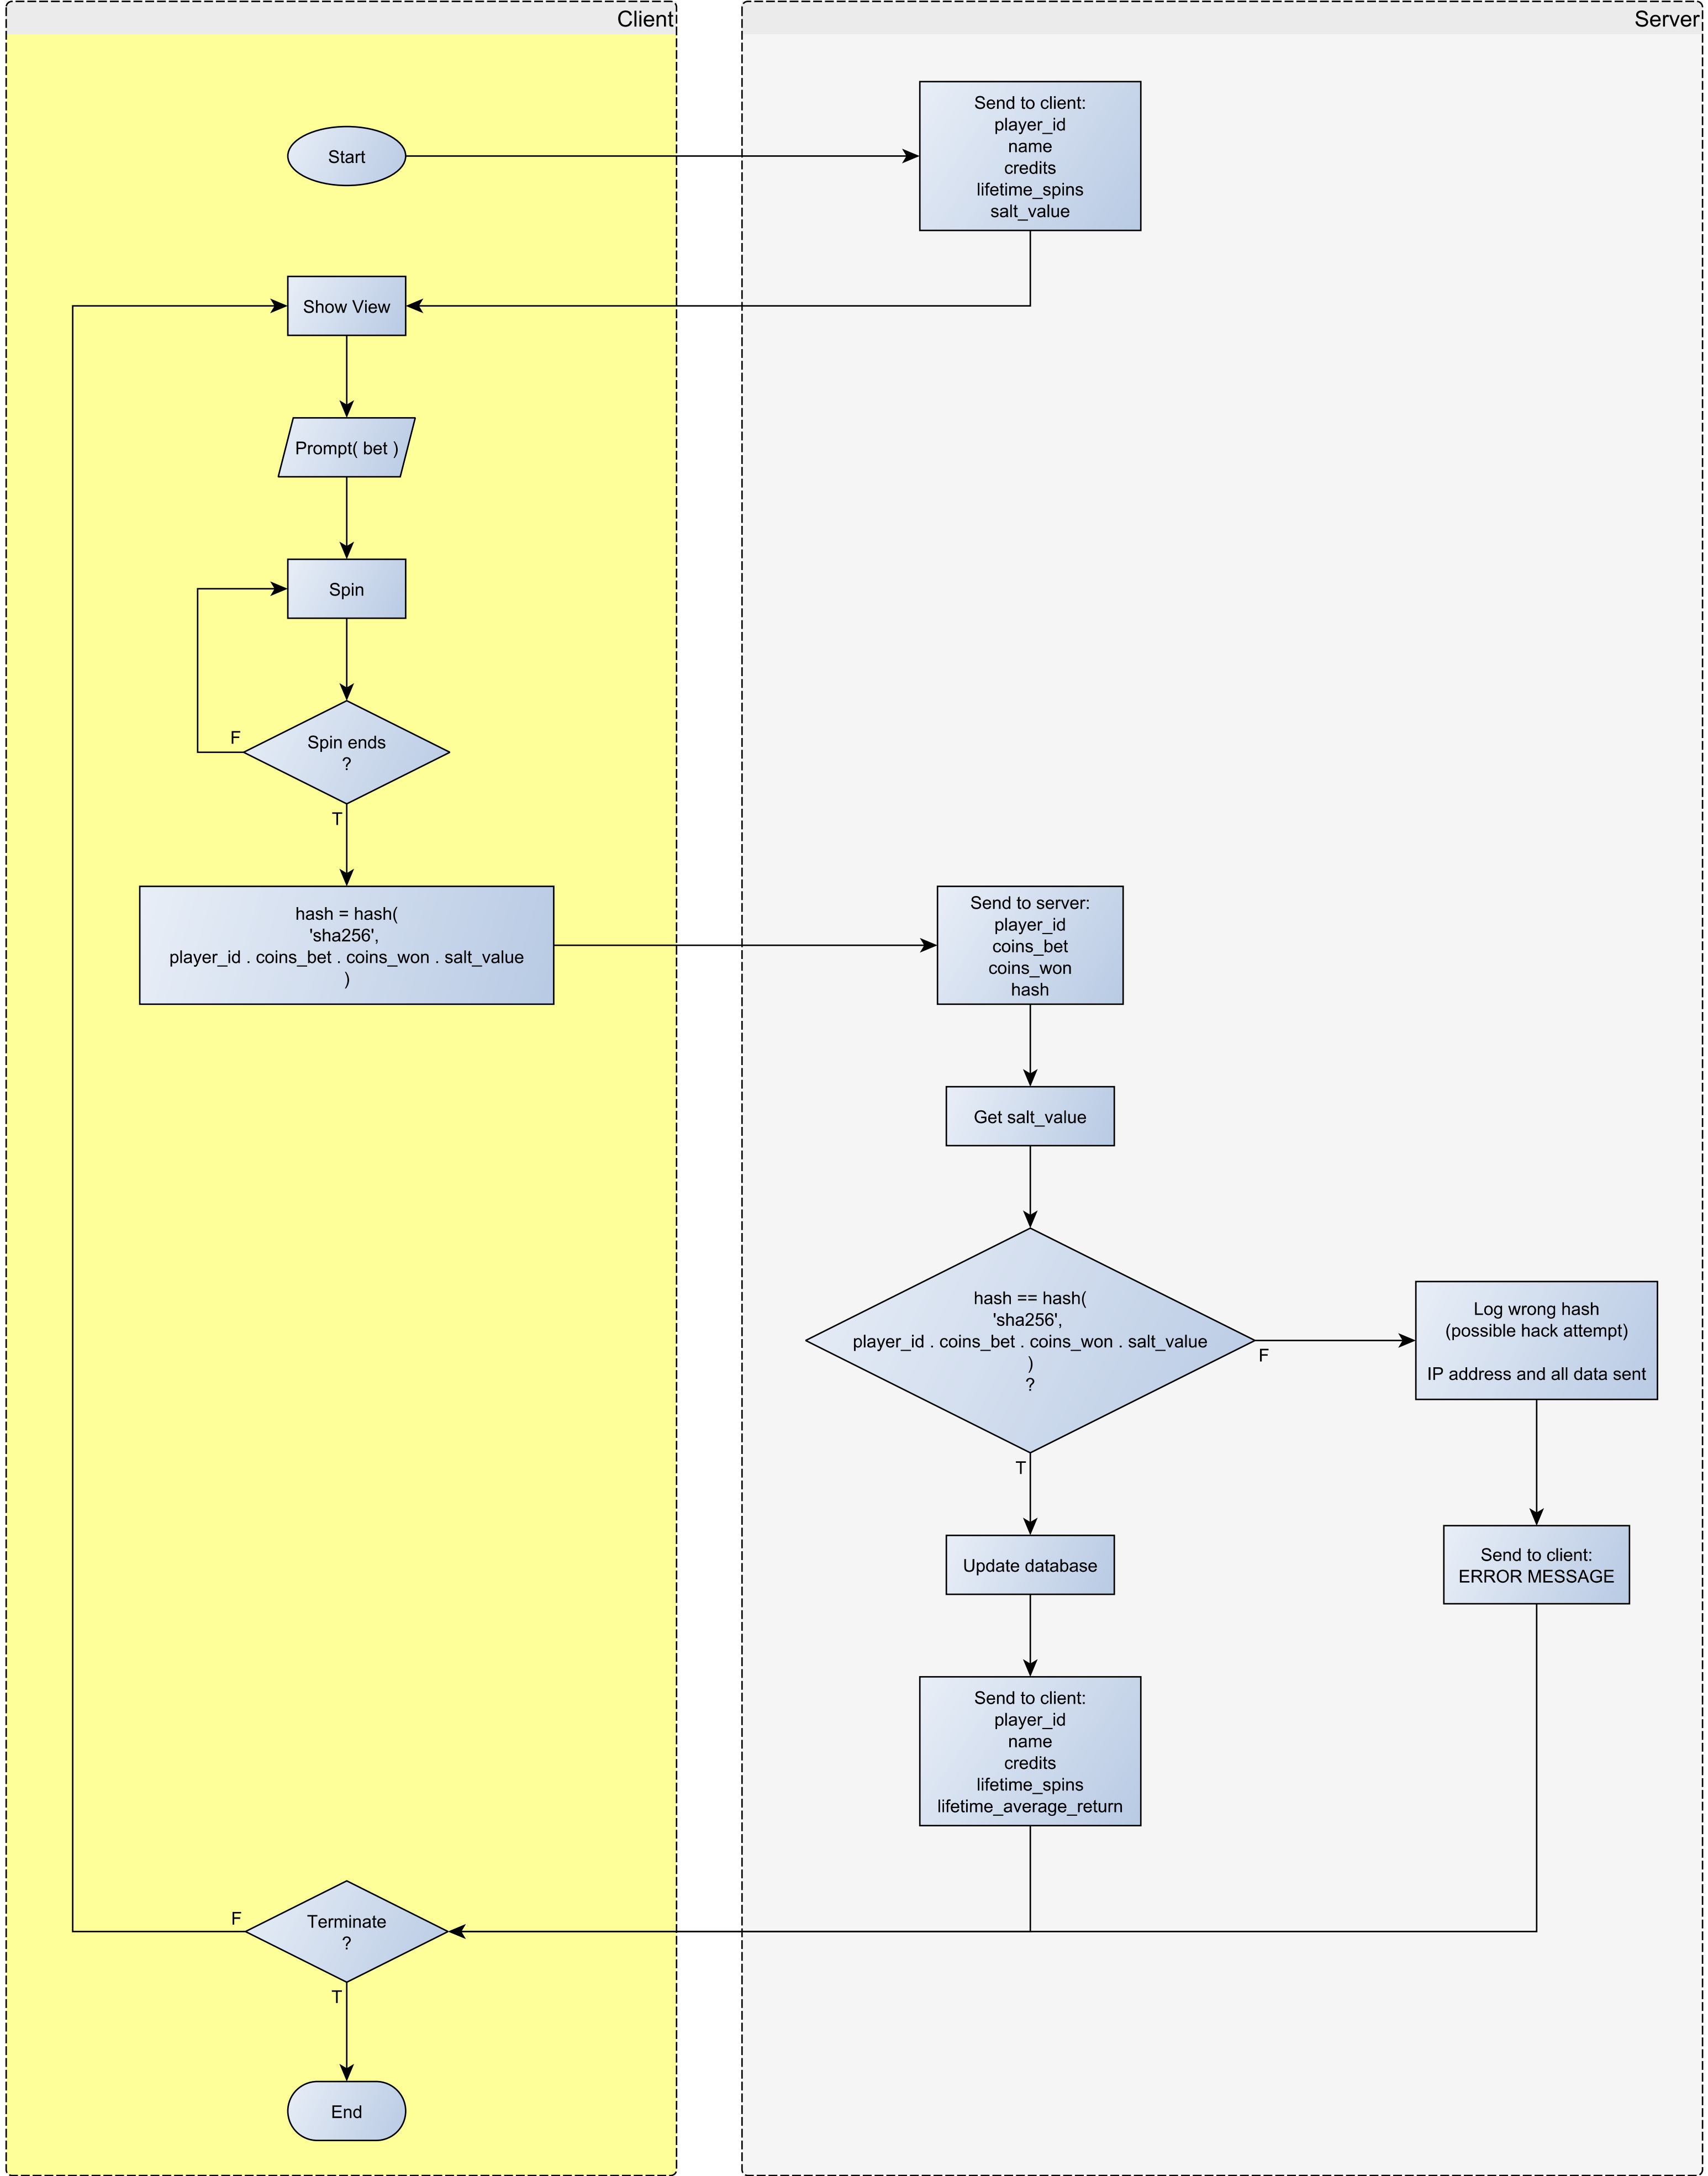 Client
Server
Start
Send to client:
player_id
name
credits
lifetime_spins
salt_value
Show View
Prompt( bet )
Spin
Spin ends
?
F
T
hash = hash(
'sha256',
player_id . coins_bet . coins_won . salt_value
)
Send to server:
player_id
coins_bet
coins_won
hash
Get salt_value
hash == hash(
'sha256',
player_id . coins_bet . coins_won . salt_value
)
?
F
T
Log wrong hash
(possible hack attempt)
IP address and all data sent
Send to client:
ERROR MESSAGE
Update database
Send to client:
player_id
name
credits
lifetime_spins
lifetime_average_return
Terminate
?
F
T
End